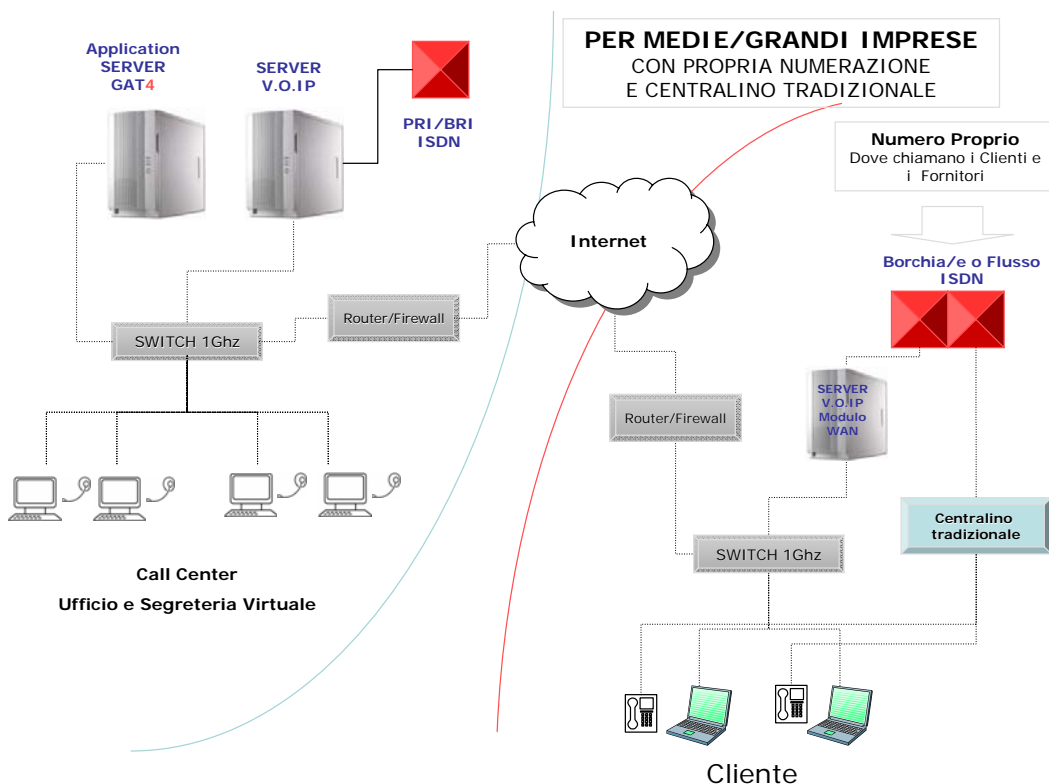 Application
SERVER
GAT4
SERVER
V.O.IP
PRI/BRI
ISDN
PER MEDIE/GRANDI IMPRESE
CON PROPRIA NUMERAZIONE
E CENTRALINO TRADIZIONALE
Numero Proprio
Dove chiamano i Clienti e
i Fornitori
Internet
Borchia/e o Flusso
ISDN
Router/Firewall
SWITCH 1Ghz
SERVER
V.O.IP
Modulo
WAN
Router/Firewall
Centralino
tradizionale
SWITCH 1Ghz
Call Center
Ufficio e Segreteria Virtuale
Cliente